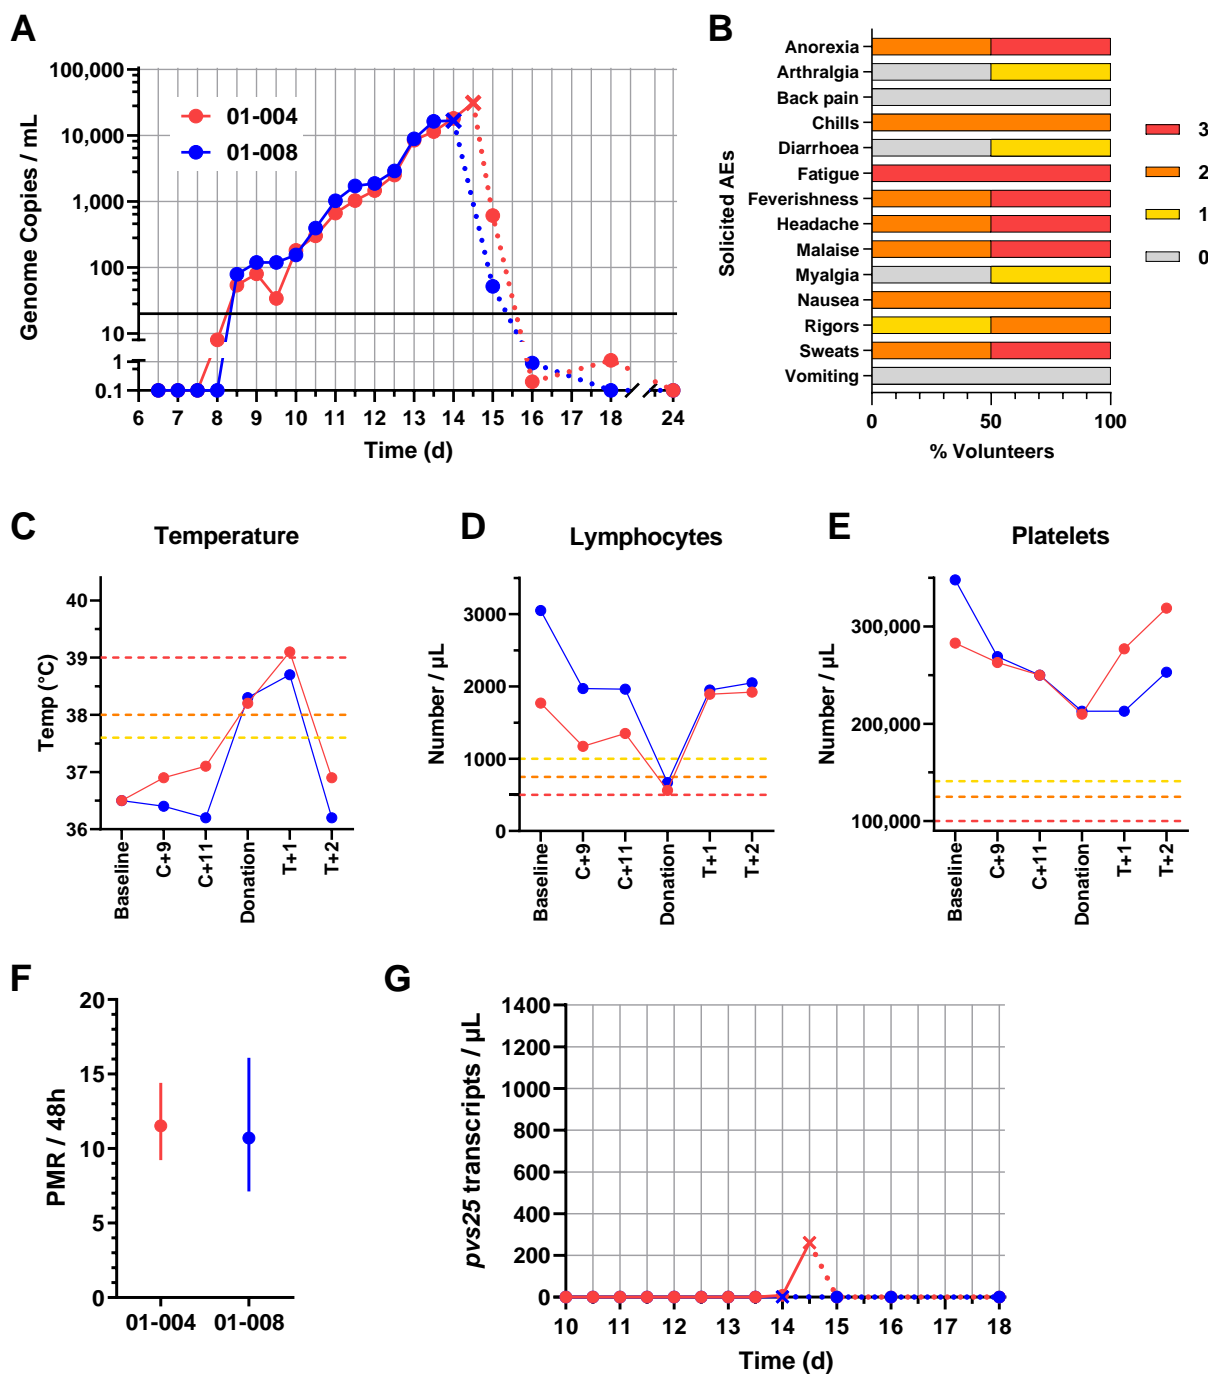 A
100,000
10,000
1,000
100
10
1
0.1
Genome Copies / mL
01-004
01-008
6 7 8 9 10 11 12 13 14 15 16 17 18 24
Time (d)
B
Solicited AEs
Anorexia
Arthralgia
Back pain
Chills
Diarrhoea
Fatigue
Feverishness
Headache
Malaise
Myalgia
Nausea
Rigors
Sweats
Vomiting
0 50 100
% Volunteers
3
2
1
0
C
Temperature
Temp (°C)
40
39
38
37
36
Baseline
C+9
C+11
Donation
T+1
T+2
D
Lymphocytes
Number / µL
3000
2000
1000
0
Baseline
C+9
C+11
Donation
T+1
T+2
E
Platelets
Number / µL
300,000
200,000
100,000
Baseline
C+9
C+11
Donation
T+1
T+2
F
PMR / 48h
20
15
10
5
0
01-004 01-008
G
pvs25 transcripts / µL
1400
1200
1000
800
600
400
200
0
10 11 12 13 14 15 16 17 18
Time (d)